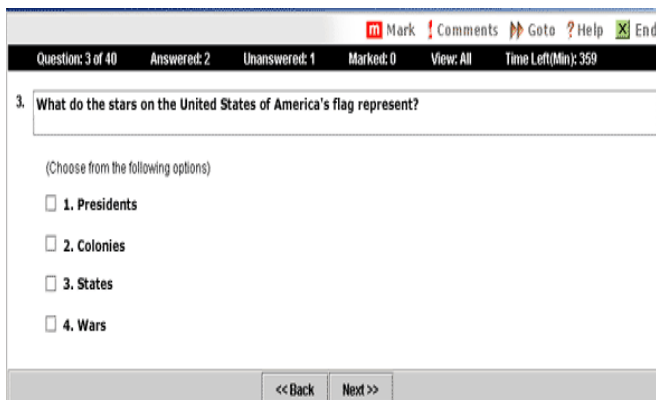 m Mark ! Comments Goto ? Help X End
Question: 3 of 40 Answered: 2 Unanswered: 1 Marked: 0 View: All Time Left(Min): 359
3. What do the stars on the United States of America's flag represent?
(Choose from the following options)
1. Presidents
2. Colonies
3. States
4. Wars
<< Back Next >>